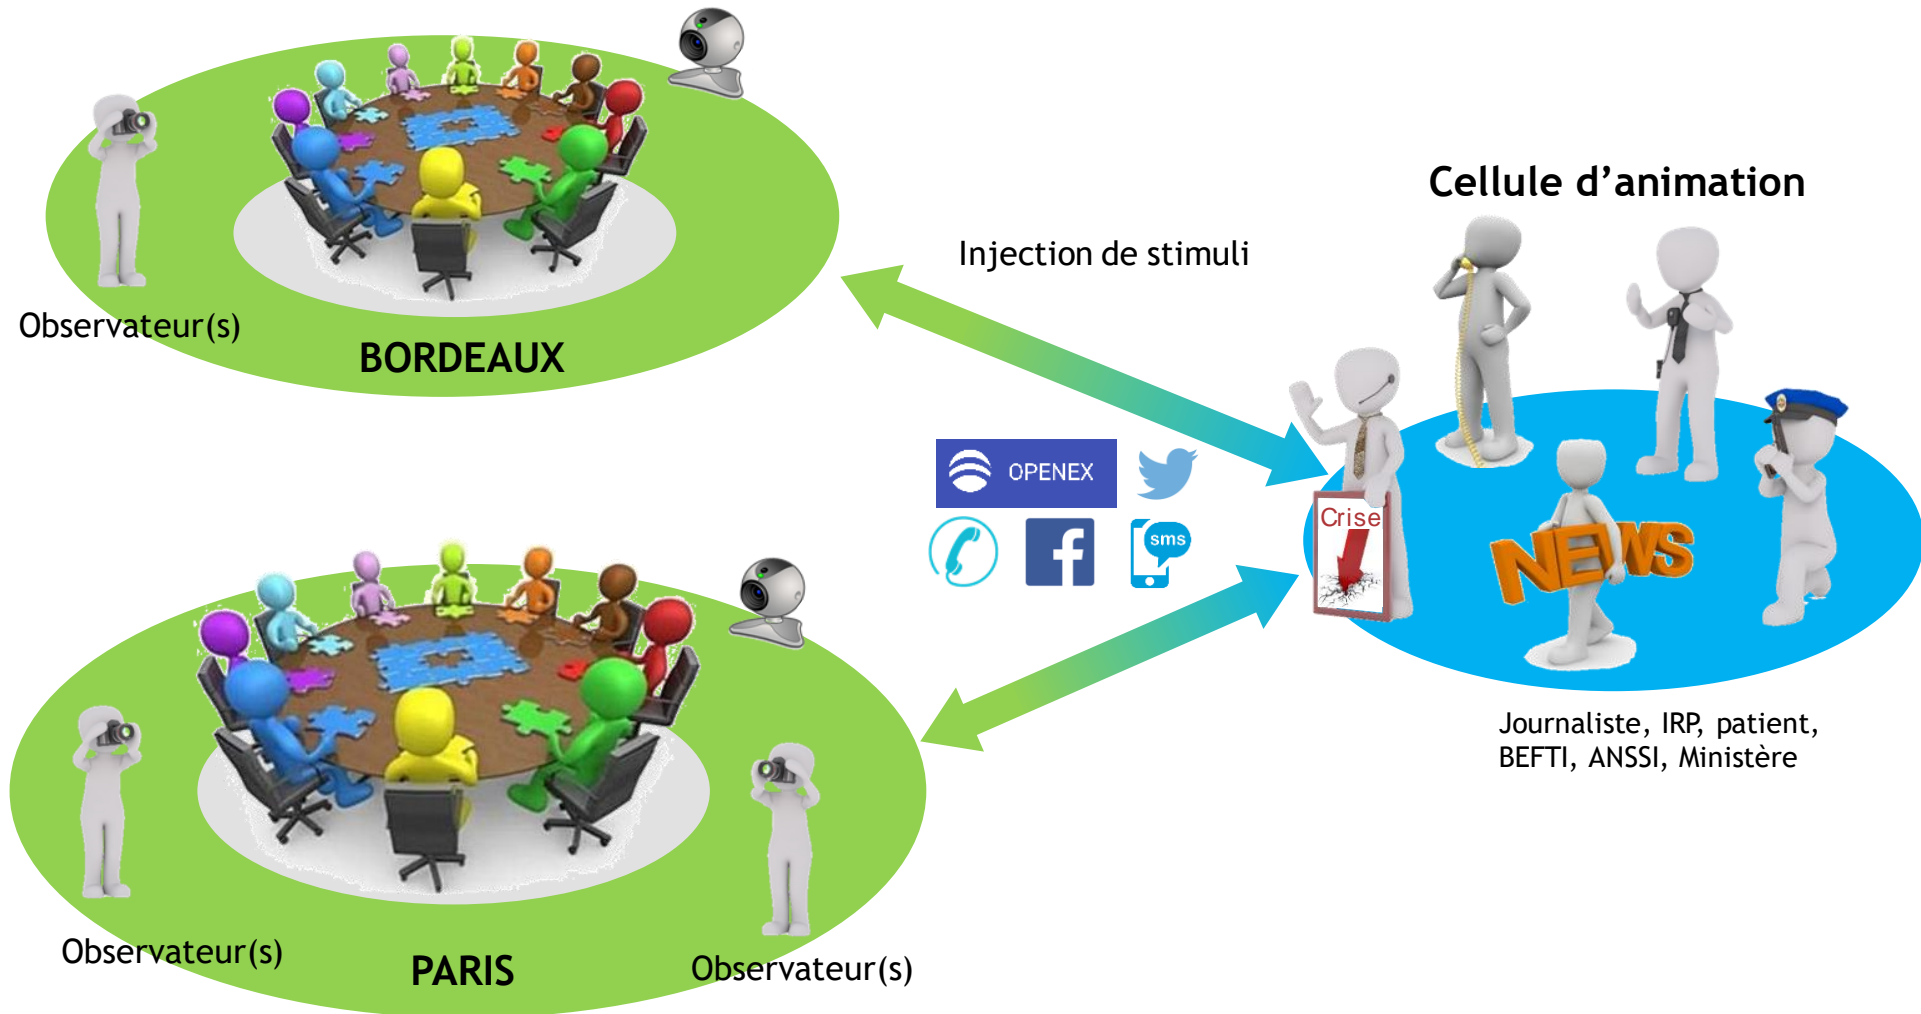 Observateur(s)
BORDEAUX
Injection de stimuli
Cellule d’animation
OPENEX
sms
Crise
NEWS
Journaliste, IRP, patient,
BEFTI, ANSSI, Ministère
Observateur(s)
PARIS
Observateur(s)